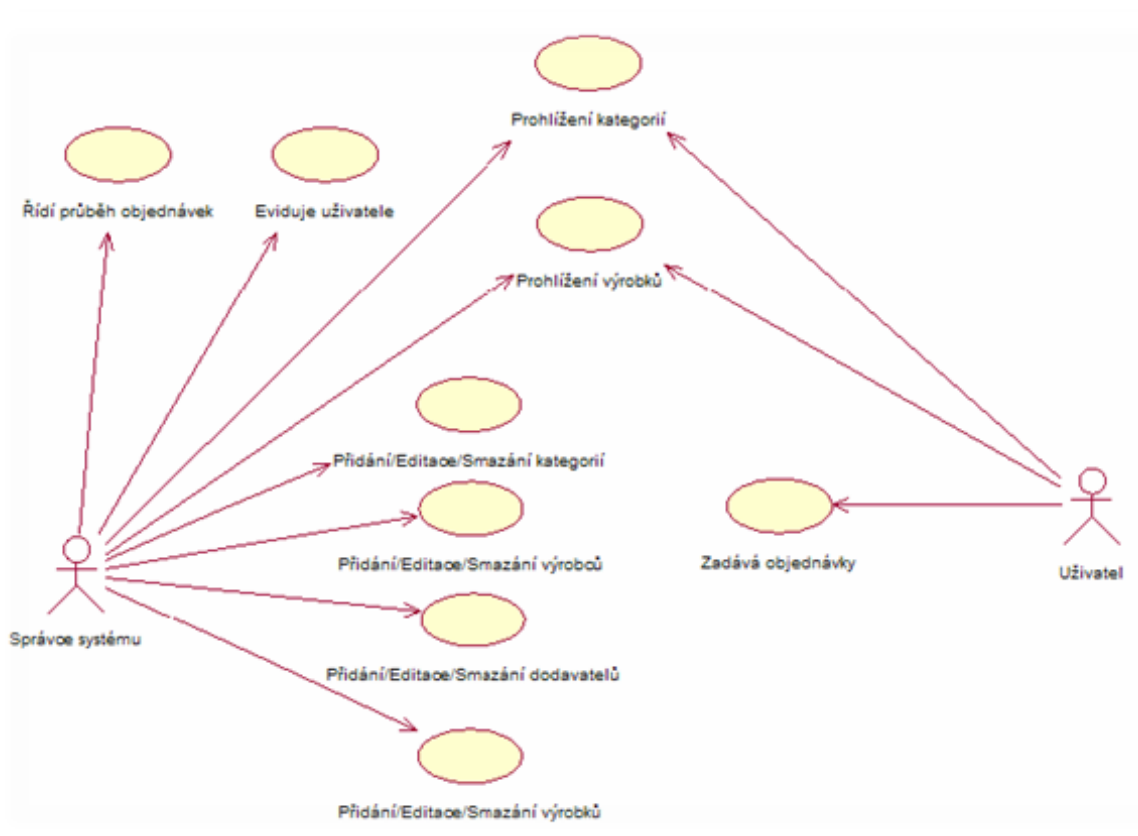 Prohlížení kategorií
Řídí průběh objednávek
Eviduje uživatele
Prohlížení výrobků
Přidání/Editace/Smazání kategorií
Přidání/Editace/Smazání výrobců
Zadává objednávky
Uživatel
Správce systému
Přidání/Editace/Smazání dodavatelů
Přidání/Editace/Smazání výrobků